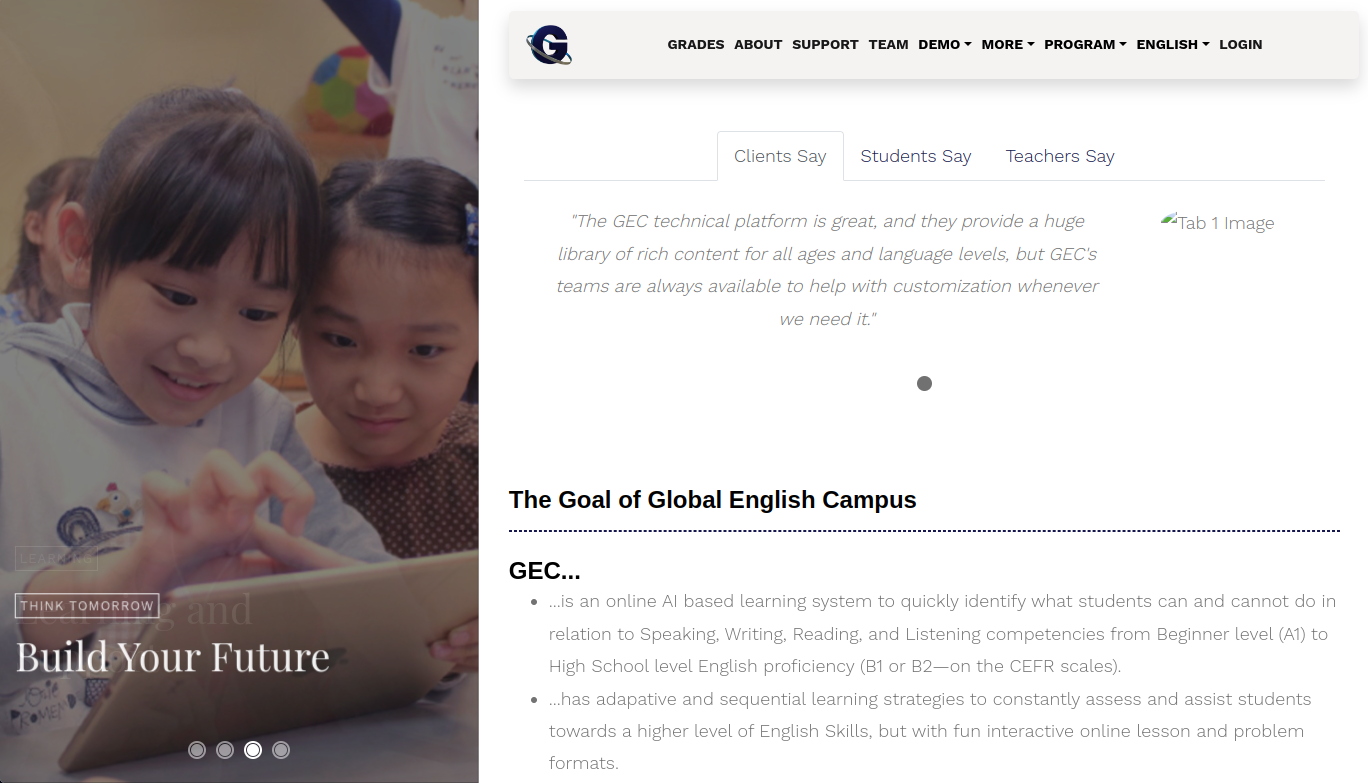 G
GRADES ABOUT SUPPORT TEAM DEMO MORE PROGRAM ENGLISH LOGIN
Clients Say Students Say Teachers Say
"The GEC technical platform is great, and they provide a huge
library of rich content for all ages and language levels, but GEC's
teams are always available to help with customization whenever
we need it."
Tab 1 Image
LEARNING
THINK TOMORROW
Learning and
Build Your Future
The Goal of Global English Campus
GEC...
...is an online AI based learning system to quickly identify what students can and cannot do in
relation to Speaking, Writing, Reading, and Listening competencies from Beginner level (A1) to
High School level English proficiency (B1 or B2—on the CEFR scales).
...has adapative and sequential learning strategies to constantly assess and assist students
towards a higher level of English Skills, but with fun interactive online lesson and problem
formats.